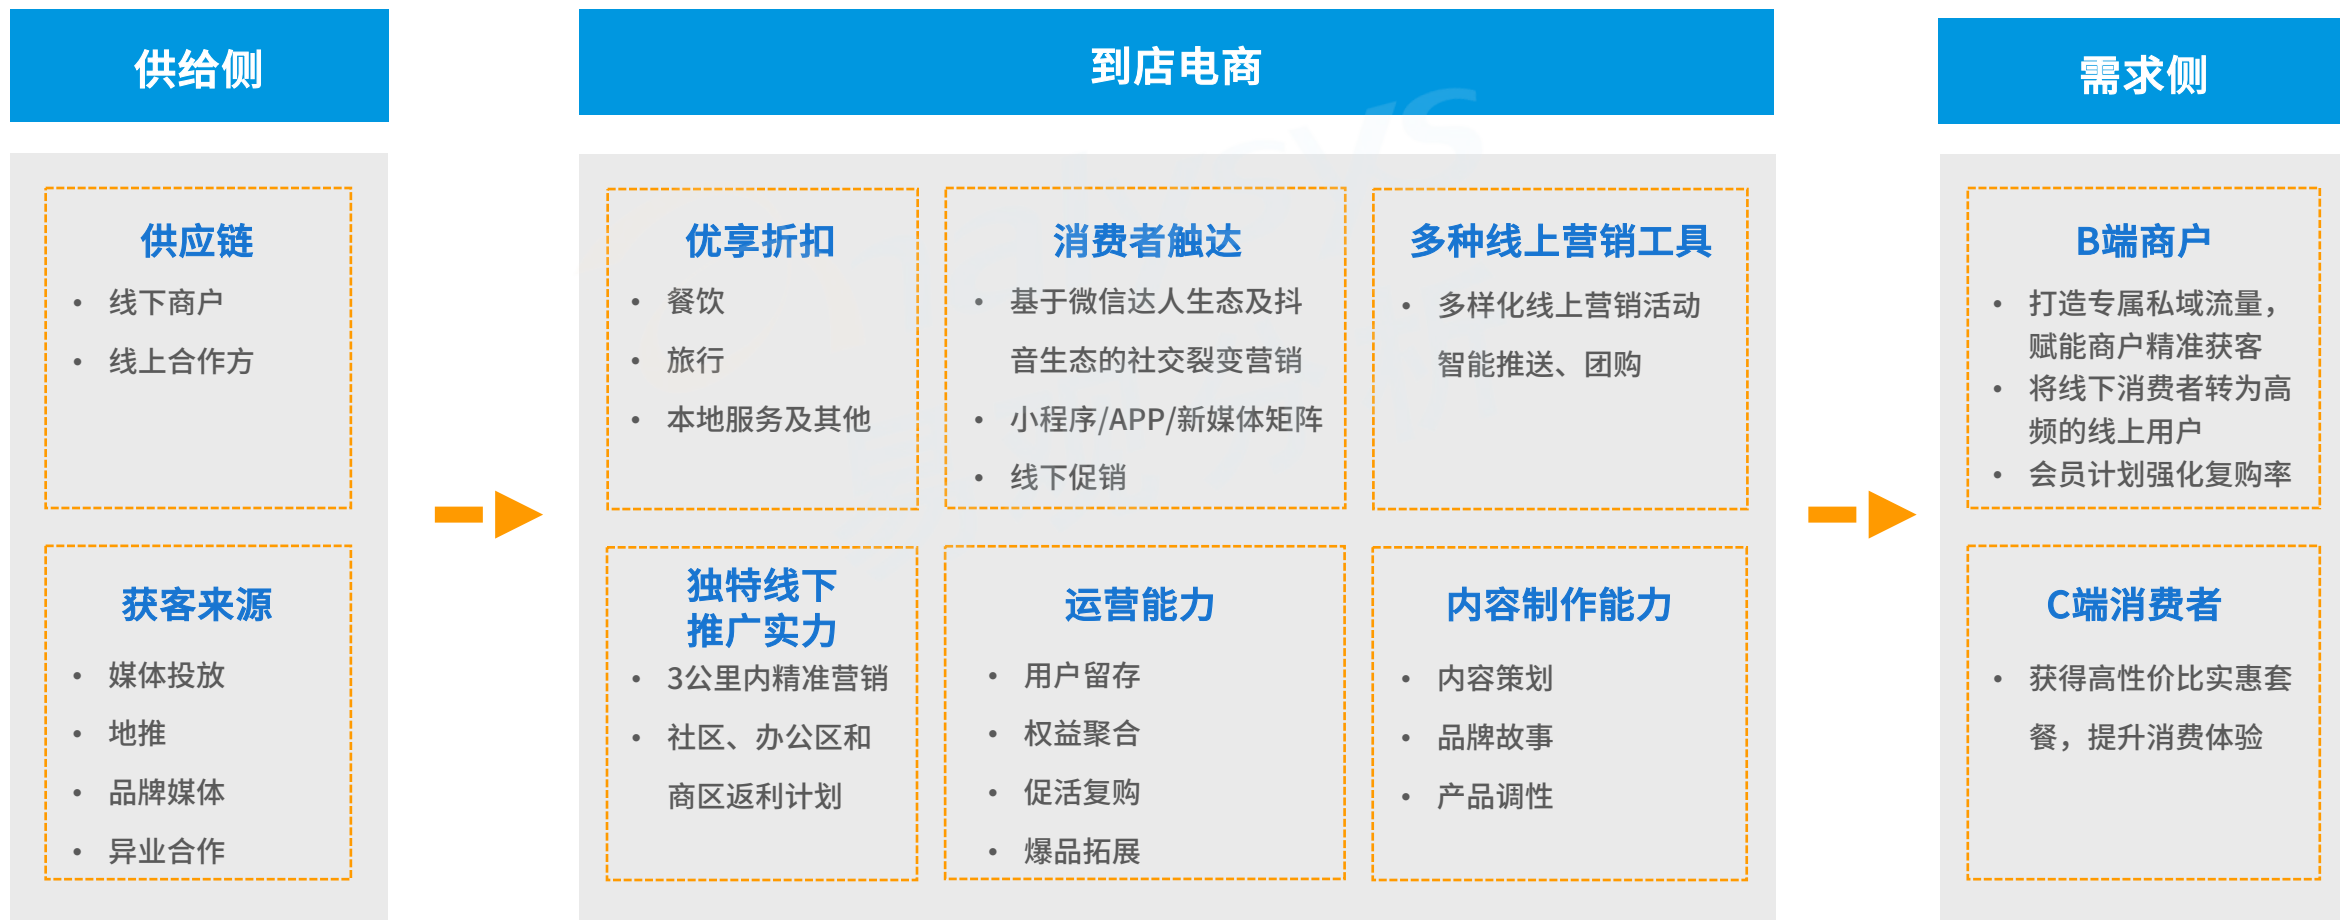 供给侧
供应链
• 线下商户
• 线上合作方
获客来源
• 媒体投放
• 地推
• 品牌媒体
• 异业合作
到店电商
优享折扣
• 餐饮
• 旅行
• 本地服务及其他
消费者触达
• 基于微信达人生态及抖
音生态的社交裂变营销
• 小程序/APP/新媒体矩阵
• 线下促销
多种线上营销工具
• 多样化线上营销活动
智能推送、团购
独特线下
推广实力
• 3公里内精准营销
• 社区、办公区和
商区返利计划
运营能力
• 用户留存
• 权益聚合
• 促活复购
• 爆品拓展
内容制作能力
• 内容策划
• 品牌故事
• 产品调性
需求侧
B端商户
• 打造专属私域流量，
赋能商户精准获客
• 将线下消费者转为高
频的线上用户
• 会员计划强化复购率
C端消费者
• 获得高性价比实惠套
餐，提升消费体验